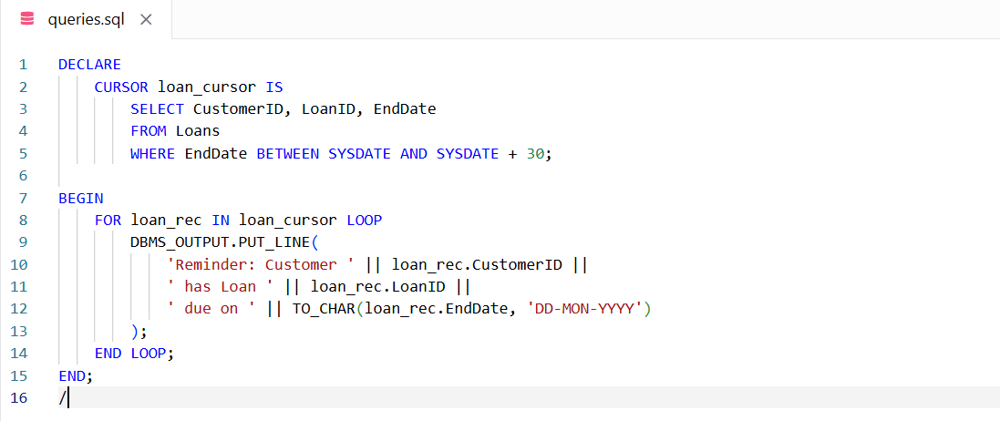 queries.sql
1 DECLARE
2     CURSOR loan_cursor IS
3         SELECT CustomerID, LoanID, EndDate
4         FROM Loans
5         WHERE EndDate BETWEEN SYSDATE AND SYSDATE + 30;
6
7 BEGIN
8     FOR loan_rec IN loan_cursor LOOP
9         DBMS_OUTPUT.PUT_LINE(
10             'Reminder: Customer ' || loan_rec.CustomerID ||
11             ' has Loan ' || loan_rec.LoanID ||
12             ' due on ' || TO_CHAR(loan_rec.EndDate, 'DD-MON-YYYY')
13         );
14     END LOOP;
15 END;
16 /